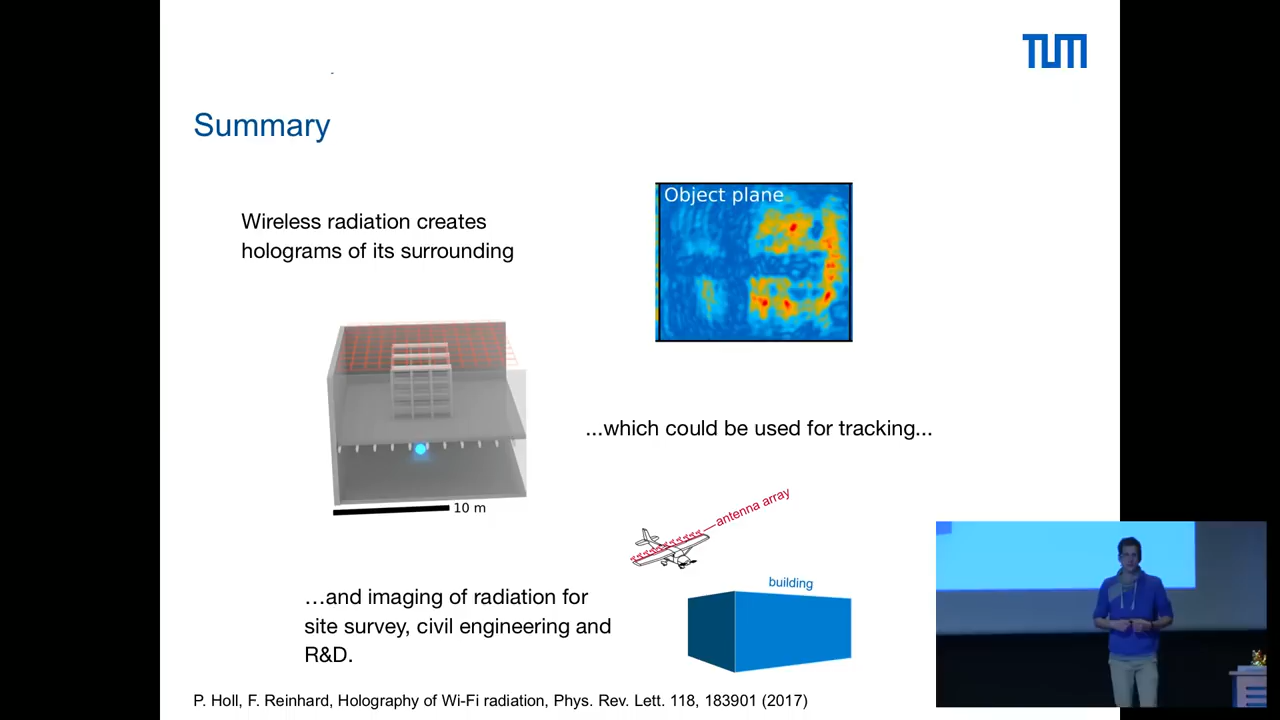 TUM
Summary
Wireless radiation creates
holograms of its surrounding
Object plane
10 m
...which could be used for tracking...
antenna array
building
…and imaging of radiation for
site survey, civil engineering and
R&D.
P. Holl, F. Reinhard, Holography of Wi-Fi radiation, Phys. Rev. Lett. 118, 183901 (2017)